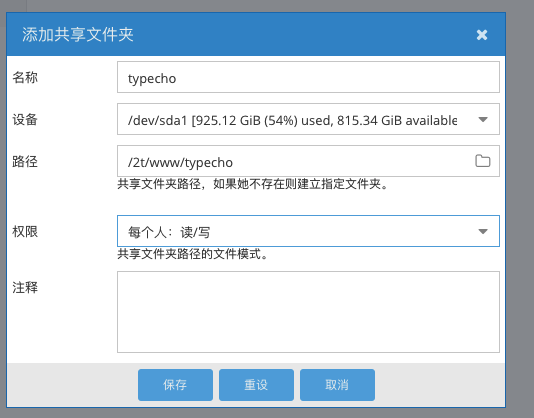 添加共享文件夹
名称
typecho
设备
/dev/sda1 [925.12 GiB (54%) used, 815.34 GiB available
路径
/2t/www/typecho
共享文件夹路径，如果她不存在则建立指定文件夹。
权限
每个人：读/写
共享文件夹路径的文件模式。
注释
保存
重设
取消